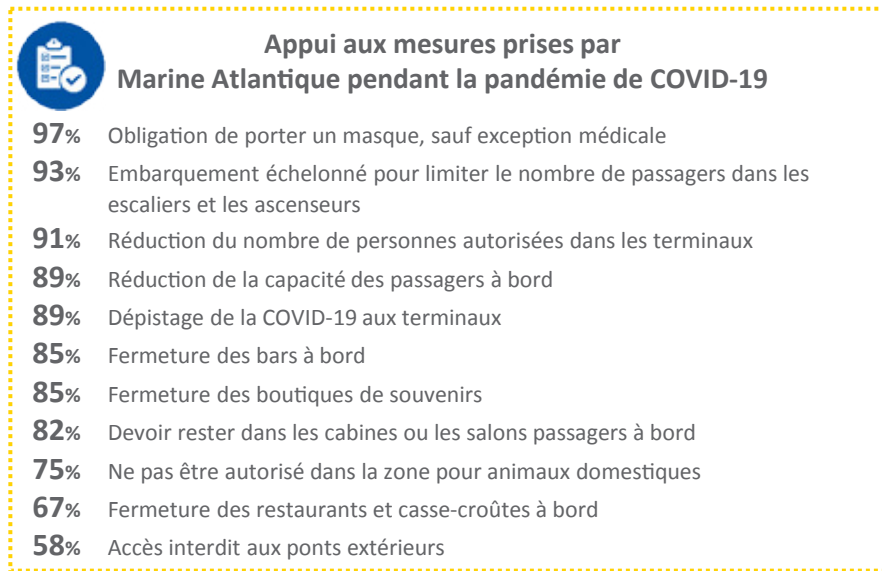 Appui aux mesures prises par
Marine Atlantique pendant la pandémie de COVID-19
97% Obligation de porter un masque, sauf exception médicale
93% Embarquement échelonné pour limiter le nombre de passagers dans les
escaliers et les ascenseurs
91% Réduction du nombre de personnes autorisées dans les terminaux
89% Réduction de la capacité des passagers à bord
89% Dépistage de la COVID-19 aux terminaux
85% Fermeture des bars à bord
85% Fermeture des boutiques de souvenirs
82% Devoir rester dans les cabines ou les salons passagers à bord
75% Ne pas être autorisé dans la zone pour animaux domestiques
67% Fermeture des restaurants et casse-croûtes à bord
58% Accès interdit aux ponts extérieurs